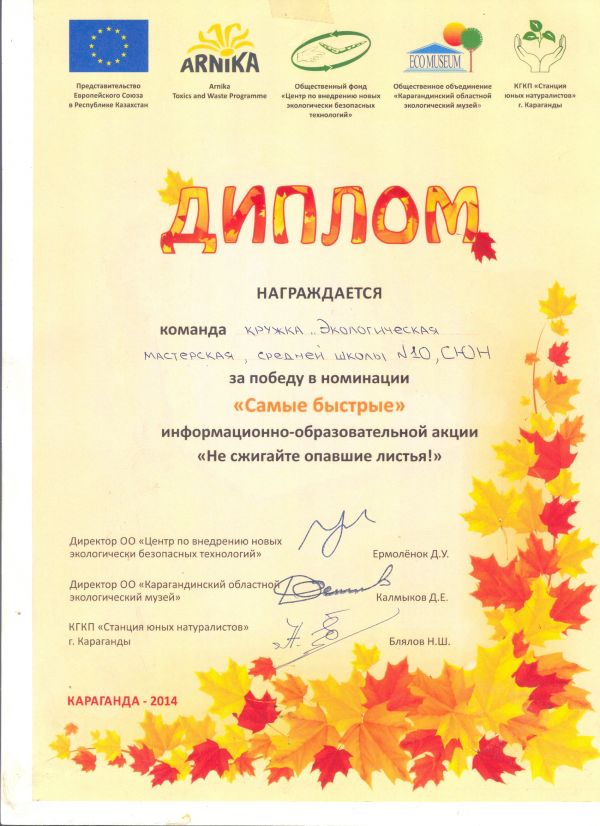 ARNIKA
ECO MUSEUM
Представительство
Европейского Союза
в Республике Казахстан
Arnika
Toxics and Waste Programme
Общественный фонд
«Центр по внедрению новых
экологически безопасных
технологий»
Общественное объединение
«Карагандинский областной
экологический музей»
КГКП «Станция
юных натуралистов»
г. Караганды
ДИПЛОМ
НАГРАЖДАЕТСЯ
команда кружка „Экологическая
мастерская, средней школы №10, СЮН
за победу в номинации
«Самые быстрые»
информационно-образовательной акции
«Не сжигайте опавшие листья!»
Директор ОО «Центр по внедрению новых
экологически безопасных технологий»
Ермолёнок Д.У.
Директор ОО «Карагандинский областной
экологический музей»
Калмыков Д.Е.
КГКП «Станция юных натуралистов»
г. Караганды
Блялов Н.Ш.
КАРАГАНДА - 2014